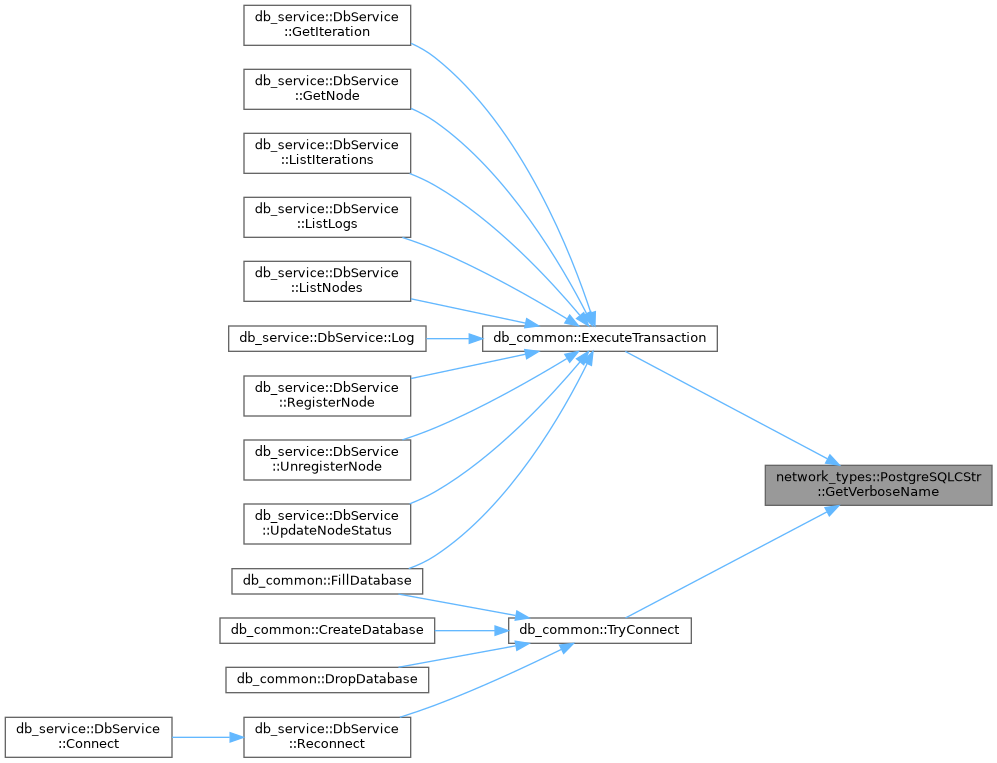 db_service::DbService
::GetIteration
db_service::DbService
::GetNode
db_service::DbService
::ListIterations
db_service::DbService
::ListLogs
db_service::DbService
::ListNodes
db_service::DbService::Log
db_common::ExecuteTransaction
db_service::DbService
::RegisterNode
db_service::DbService
::UnregisterNode
network_types::PostgreSQLCStr
::GetVerboseName
db_service::DbService
::UpdateNodeStatus
db_common::FillDatabase
db_common::CreateDatabase
db_common::TryConnect
db_common::DropDatabase
db_service::DbService
::Connect
db_service::DbService
::Reconnect